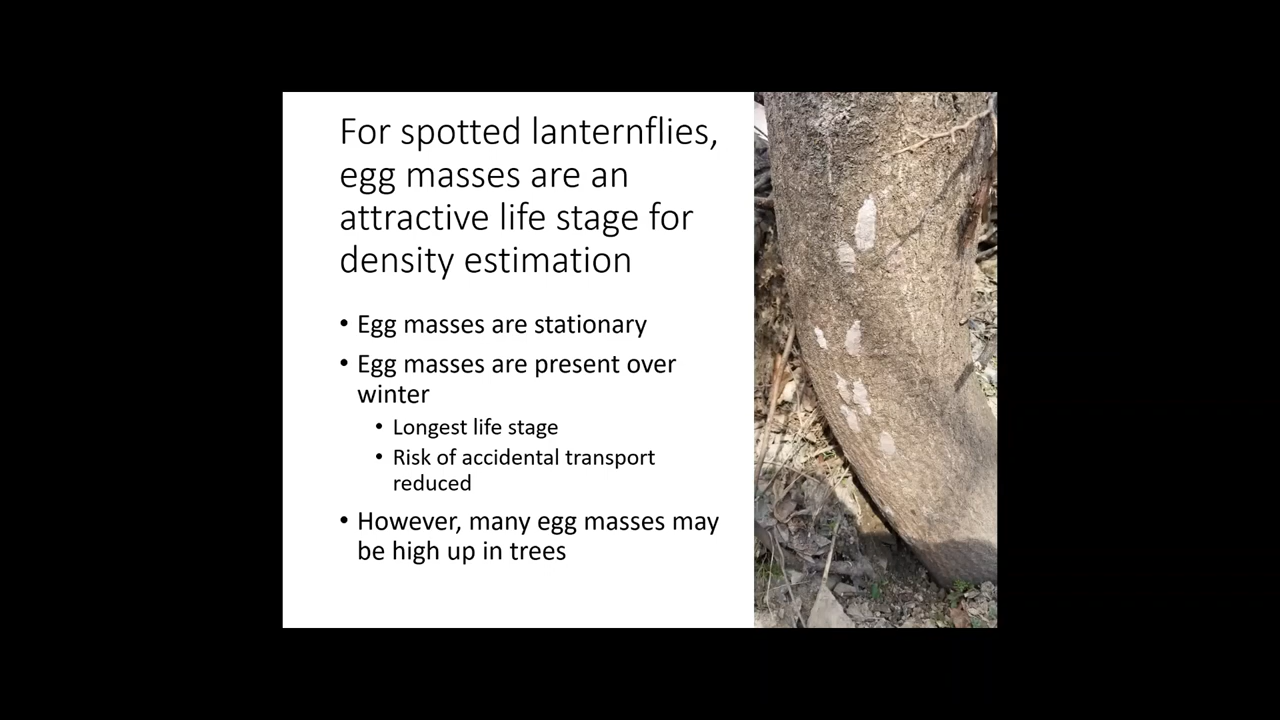 For spotted lanternflies,
egg masses are an
attractive life stage for
density estimation
• Egg masses are stationary
• Egg masses are present over
winter
• Longest life stage
• Risk of accidental transport
reduced
• However, many egg masses may
be high up in trees